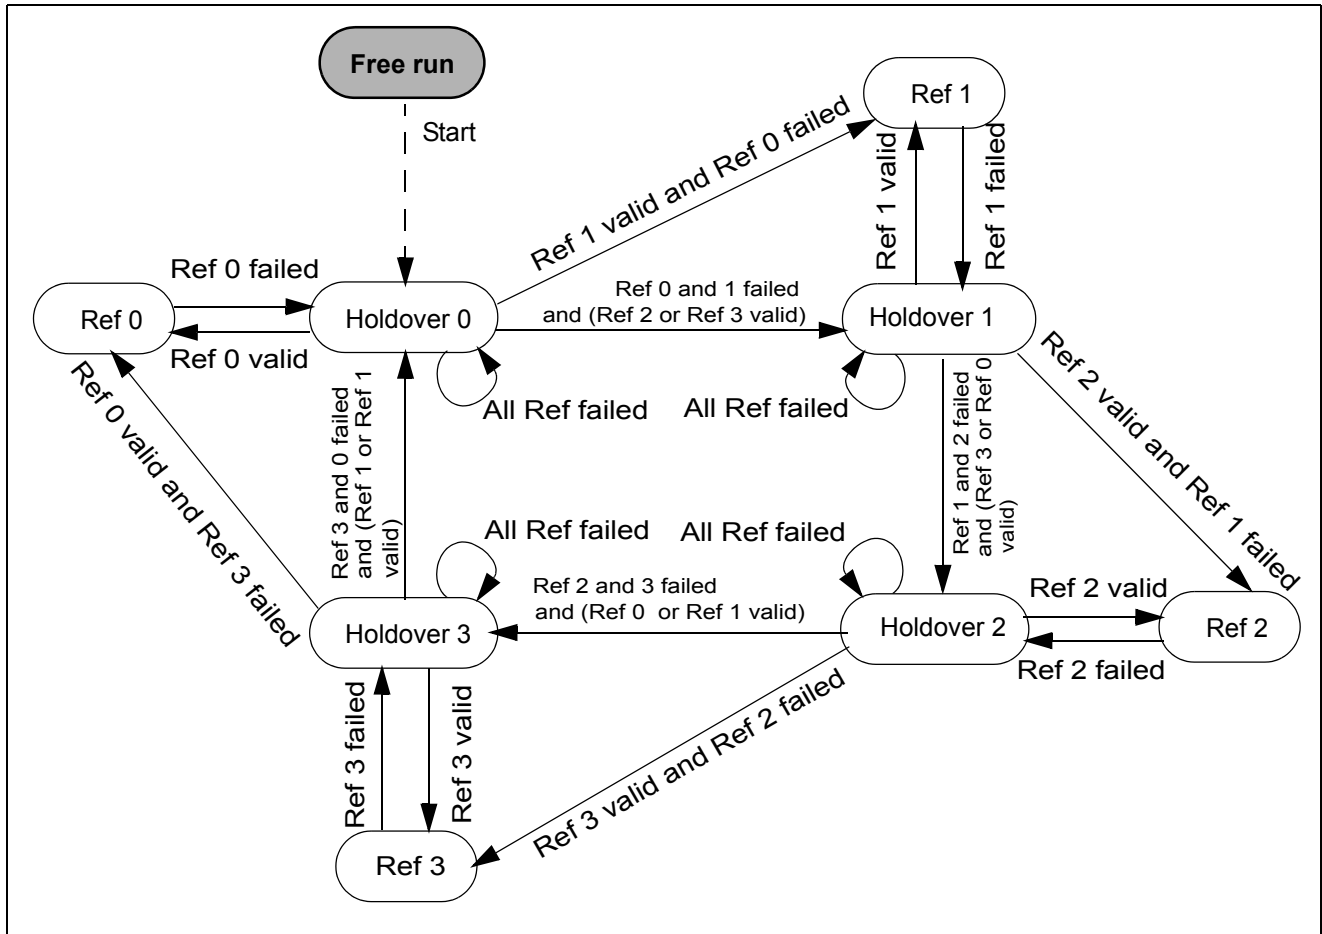 Free run
Start
Ref 1
Ref 1 valid and Ref 0 failed
Ref 1 valid
Ref 1 failed
Ref 0 failed
Ref 0
Ref 0 valid
Holdover 0
Ref 0 and 1 failed
and (Ref 2 or Ref 3 valid)
Holdover 1
All Ref failed
All Ref failed
Ref 0 valid and Ref 3 failed
Ref 3 and 0 failed
and (Ref 1 or Ref 1
valid)
Ref 1 and 2 failed
and (Ref 3 or Ref 0
valid)
Ref 2 valid and Ref 1 failed
All Ref failed
All Ref failed
Ref 2 and 3 failed
and (Ref 0 or Ref 1 valid)
Holdover 3
Holdover 2
Ref 2 valid
Ref 2
Ref 2 failed
Ref 3 failed
Ref 3 valid
Ref 3 valid and Ref 2 failed
Ref 3